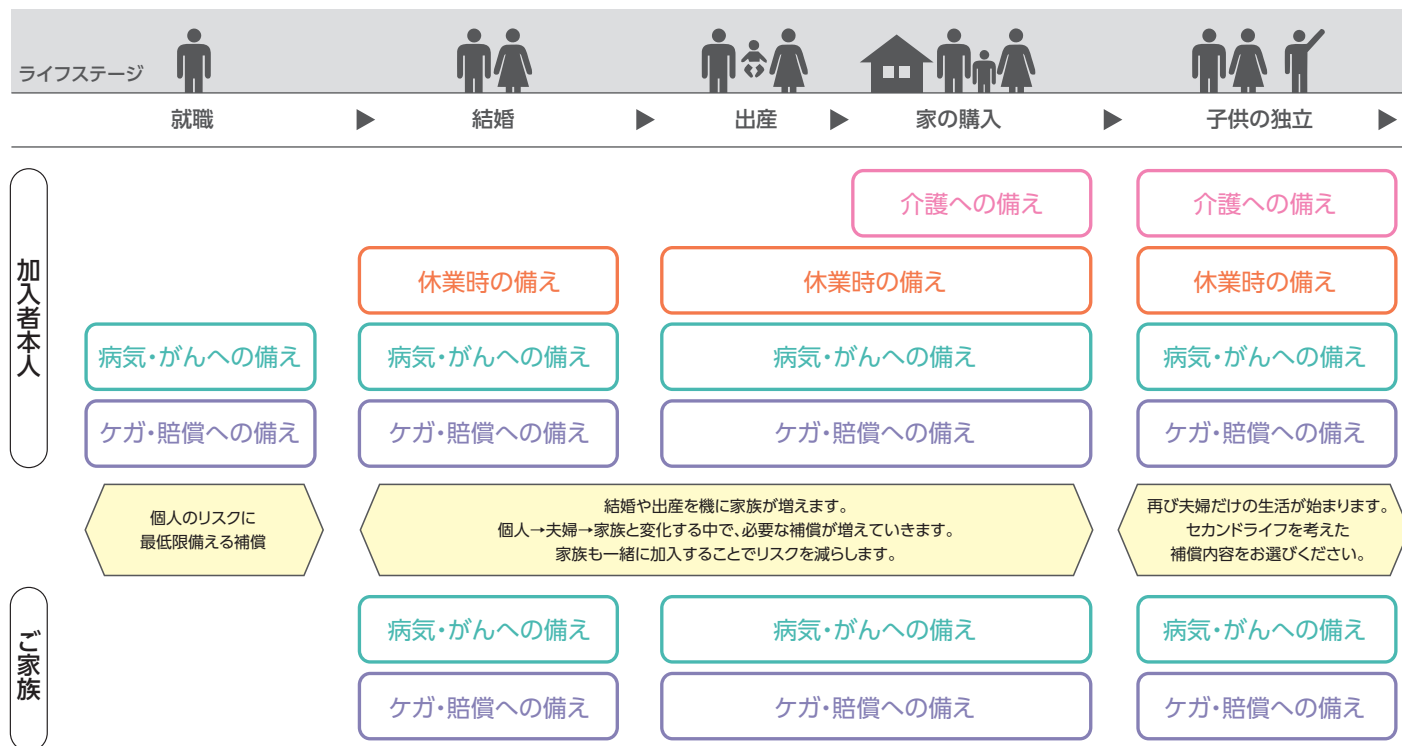 ライフステージ
就職 ▶ 結婚 ▶ 出産 ▶ 家の購入 ▶ 子供の独立 ▶
加入者本人
介護への備え 介護への備え
休業時の備え 休業時の備え 休業時の備え
病気・がんへの備え 病気・がんへの備え 病気・がんへの備え 病気・がんへの備え
ケガ・賠償への備え ケガ・賠償への備え ケガ・賠償への備え ケガ・賠償への備え
個人のリスクに
最低限備える補償
結婚や出産を機に家族が増えます。
個人→夫婦→家族と変化する中で、必要な補償が増えていきます。
家族も一緒に加入することでリスクを減らします。
再び夫婦だけの生活が始まります。
セカンドライフを考えた
補償内容をお選びください。
ご家族
病気・がんへの備え 病気・がんへの備え 病気・がんへの備え
ケガ・賠償への備え ケガ・賠償への備え ケガ・賠償への備え